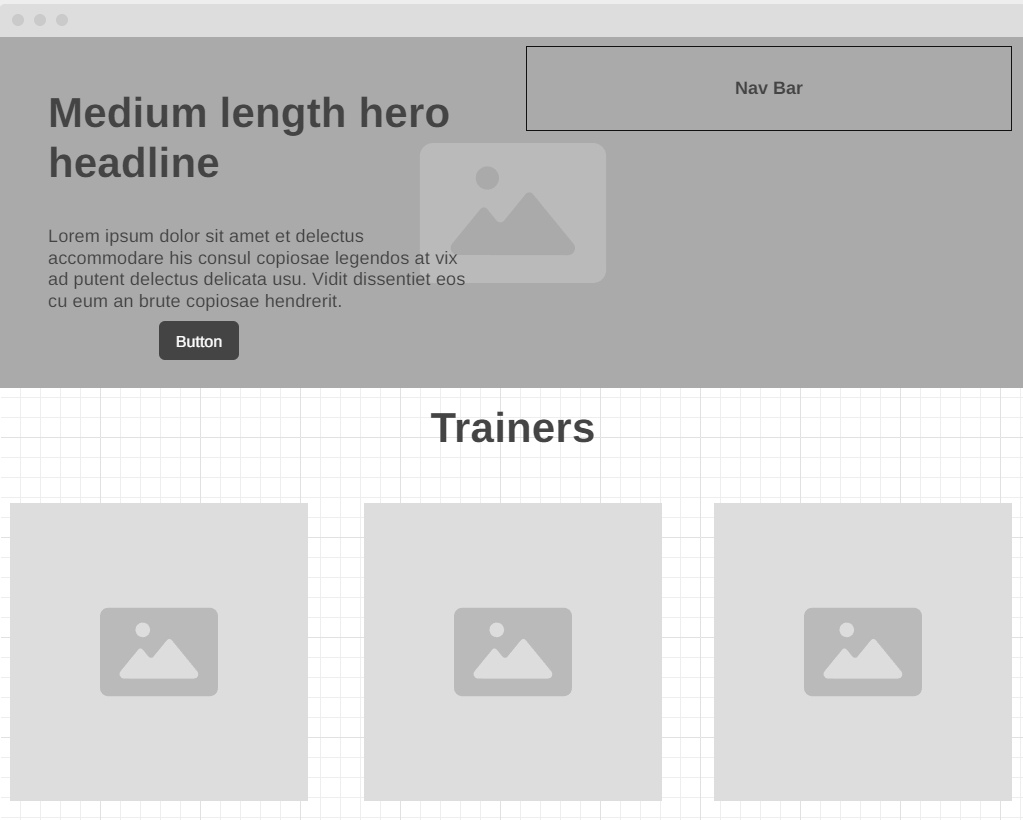 Nav Bar
Medium length hero
headline
Lorem ipsum dolor sit amet et delectus
accommodare his consul copiosae legendos at vix
ad putent delectus delicata usu. Vidit dissentiet eos
cu eum an brute copiosae hendrerit.
Button
Trainers